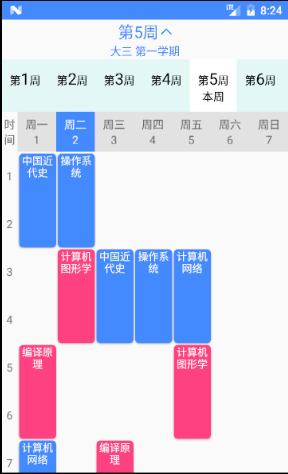 8:24
第5周
大三 第一学期
第1周 第2周 第3周 第4周 第5周 第6周
本周
时间 周一 周二 周三 周四 周五 周六 周日
1 2 3 4 5 6 7
1
中国近代史 操作系统
2
3
计算机图形学 中国近代史 操作系统 计算机网络
4
5
编译原理 计算机图形学
6
7
计算机网络 编译原理